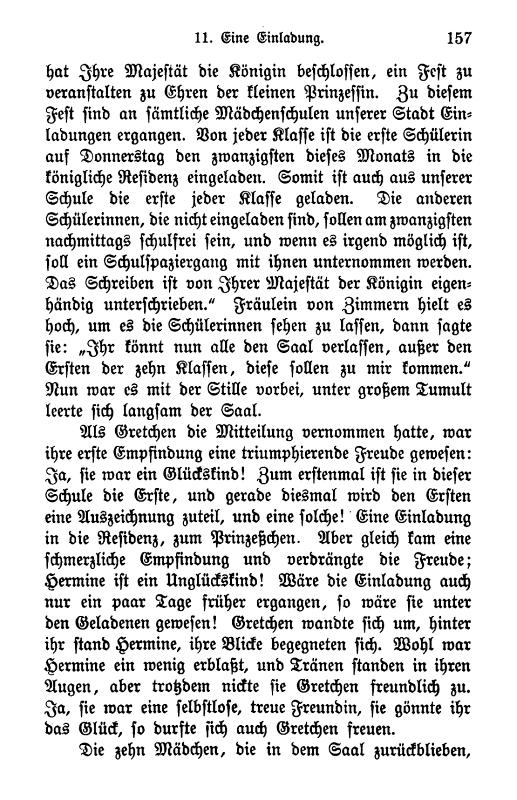 11. Eine Einladung. 157
hat Ihre Majestät die Königin beschlossen, ein Fest zu
veranstalten zu Ehren der kleinen Prinzessin. Zu diesem
Fest sind an sämtliche Mädchenschulen unserer Stadt Ein-
ladungen ergangen. Von jeder Klasse ist die erste Schülerin
auf Donnerstag den zwanzigsten dieses Monats in die
königliche Residenz eingeladen. Somit ist auch aus unserer
Schule die erste jeder Klasse geladen. Die anderen
Schülerinnen, die nicht eingeladen sind, sollen am zwanzigsten
nachmittags schulfrei sein, und wenn es irgend möglich ist,
soll ein Schulspaziergang mit ihnen unternommen werden.
Das Schreiben ist von Ihrer Majestät der Königin eigen-
händig unterschrieben.“ Fräulein von Zimmern hielt es
hoch, um es die Schülerinnen sehen zu lassen, dann sagte
sie: „Ihr könnt nun alle den Saal verlassen, außer den
Ersten der zehn Klassen, diese sollen zu mir kommen.“
Nun war es mit der Stille vorbei, unter großem Tumult
leerte sich langsam der Saal.
Als Gretchen die Mitteilung vernommen hatte, war
ihre erste Empfindung eine triumphierende Freude gewesen:
Ja, sie war ein Glückskind! Zum erstenmal ist sie in dieser
Schule die Erste, und gerade diesmal wird den Ersten
eine Auszeichnung zuteil, und eine solche! Eine Einladung
in die Residenz, zum Prinzeßchen. Aber gleich kam eine
schmerzliche Empfindung und verdrängte die Freude;
Hermine ist ein Unglückskind! Wäre die Einladung auch
nur ein paar Tage früher ergangen, so wäre sie unter
den Geladenen gewesen! Gretchen wandte sich um, hinter
ihr stand Hermine, ihre Blicke begegneten sich. Wohl war
Hermine ein wenig erblaßt, und Tränen standen in ihren
Augen, aber trotzdem nickte sie Gretchen freundlich zu.
Ja, sie war eine selbstlose, treue Freundin, sie gönnte ihr
das Glück, so durfte sich auch Gretchen freuen.
Die zehn Mädchen, die in dem Saal zurückblieben,